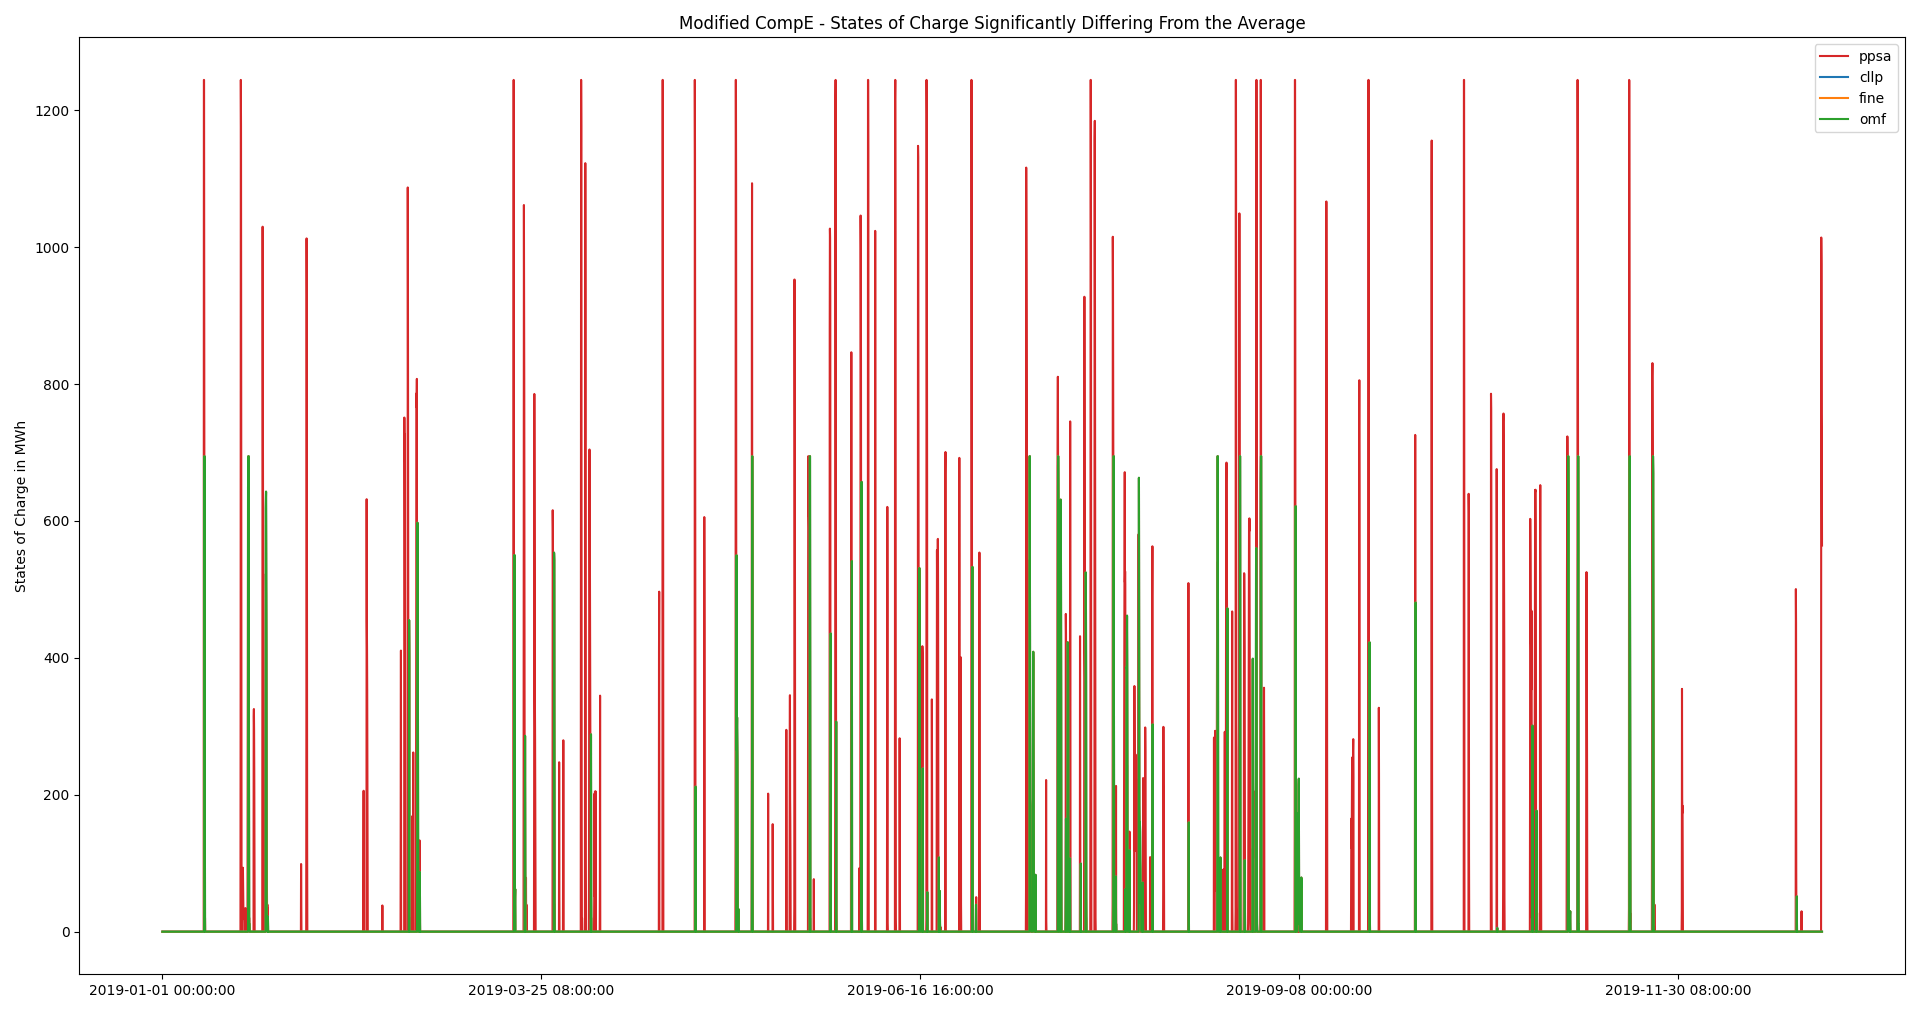 Modified CompE - States of Charge Significantly Differing From the Average
ppsa
cllp
fine
omf
States of Charge in MWh
1200
1000
800
600
400
200
0
2019-01-01 00:00:00
2019-03-25 08:00:00
2019-06-16 16:00:00
2019-09-08 00:00:00
2019-11-30 08:00:00